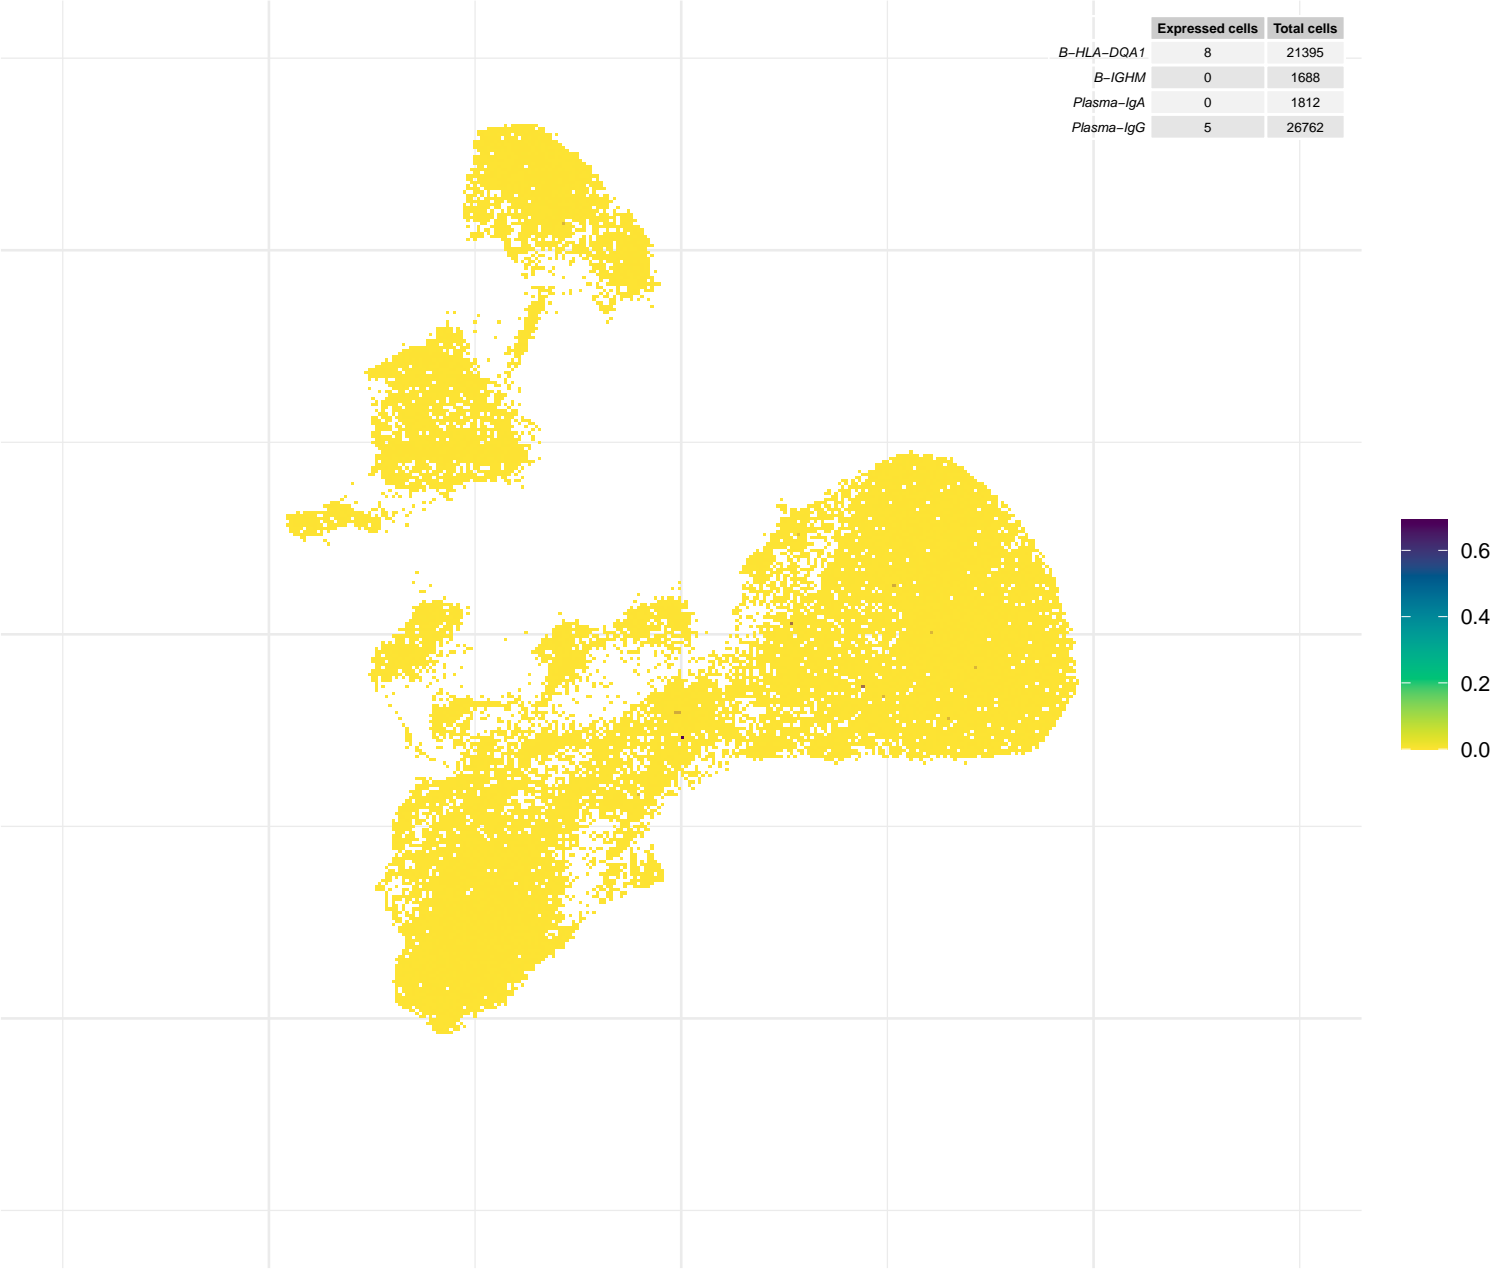 Expressed cells Total cells
B−HLA−DQA1 8 21395
B−IGHM 0 1688
Plasma−IgA 0 1812
Plasma−IgG 5 26762
0.6
0.4
0.2
0.0